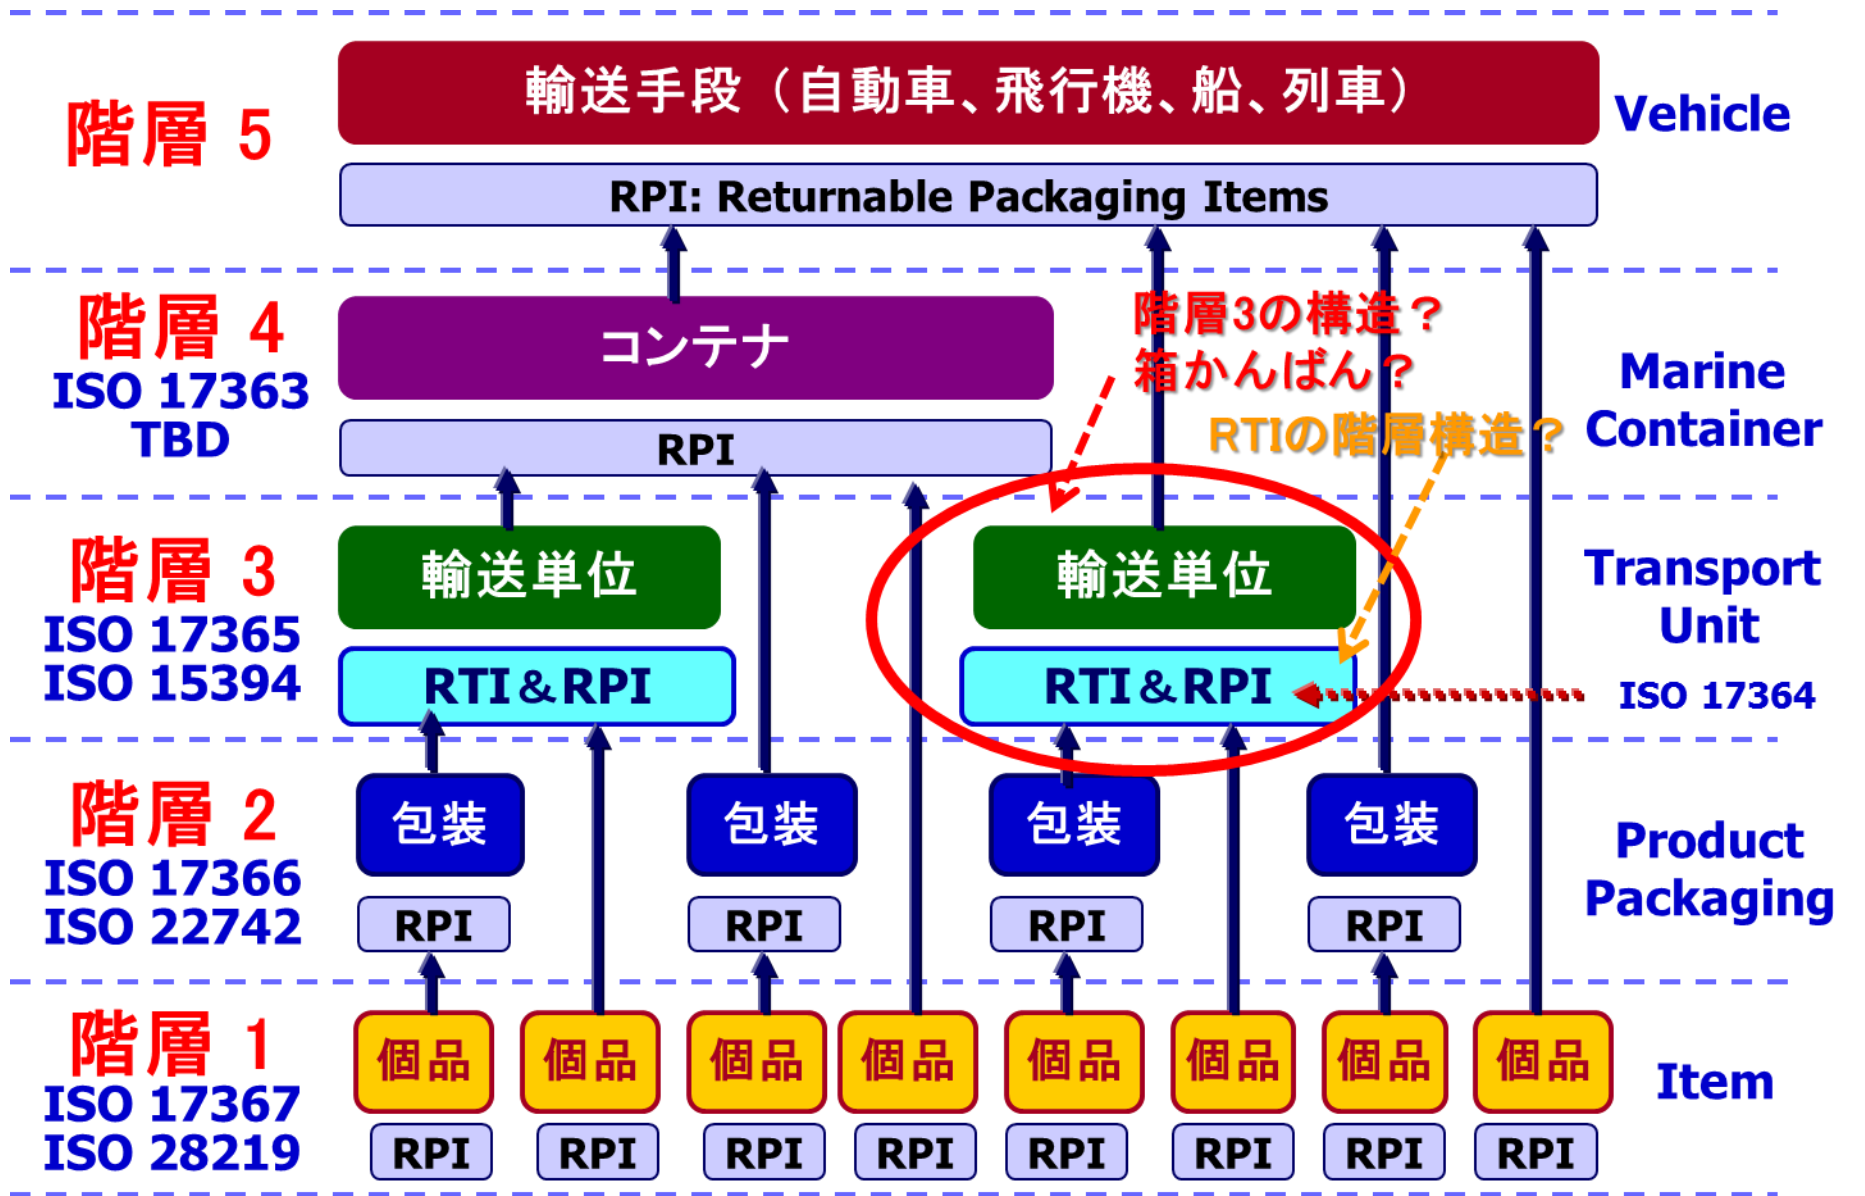 階層 5
輸送手段（自動車、飛行機、船、列車）
Vehicle
RPI: Returnable Packaging Items
階層 4
ISO 17363
TBD
コンテナ
RPI
階層3の構造？
箱かんばん？
RTIの階層構造？
Marine
Container
階層 3
ISO 17365
ISO 15394
輸送単位
輸送単位
RTI＆RPI
RTI＆RPI
Transport
Unit
ISO 17364
階層 2
ISO 17366
ISO 22742
包装
包装
包装
包装
RPI
RPI
RPI
RPI
Product
Packaging
階層 1
ISO 17367
ISO 28219
個品
個品
個品
個品
個品
個品
個品
個品
RPI
RPI
RPI
RPI
RPI
RPI
RPI
RPI
Item